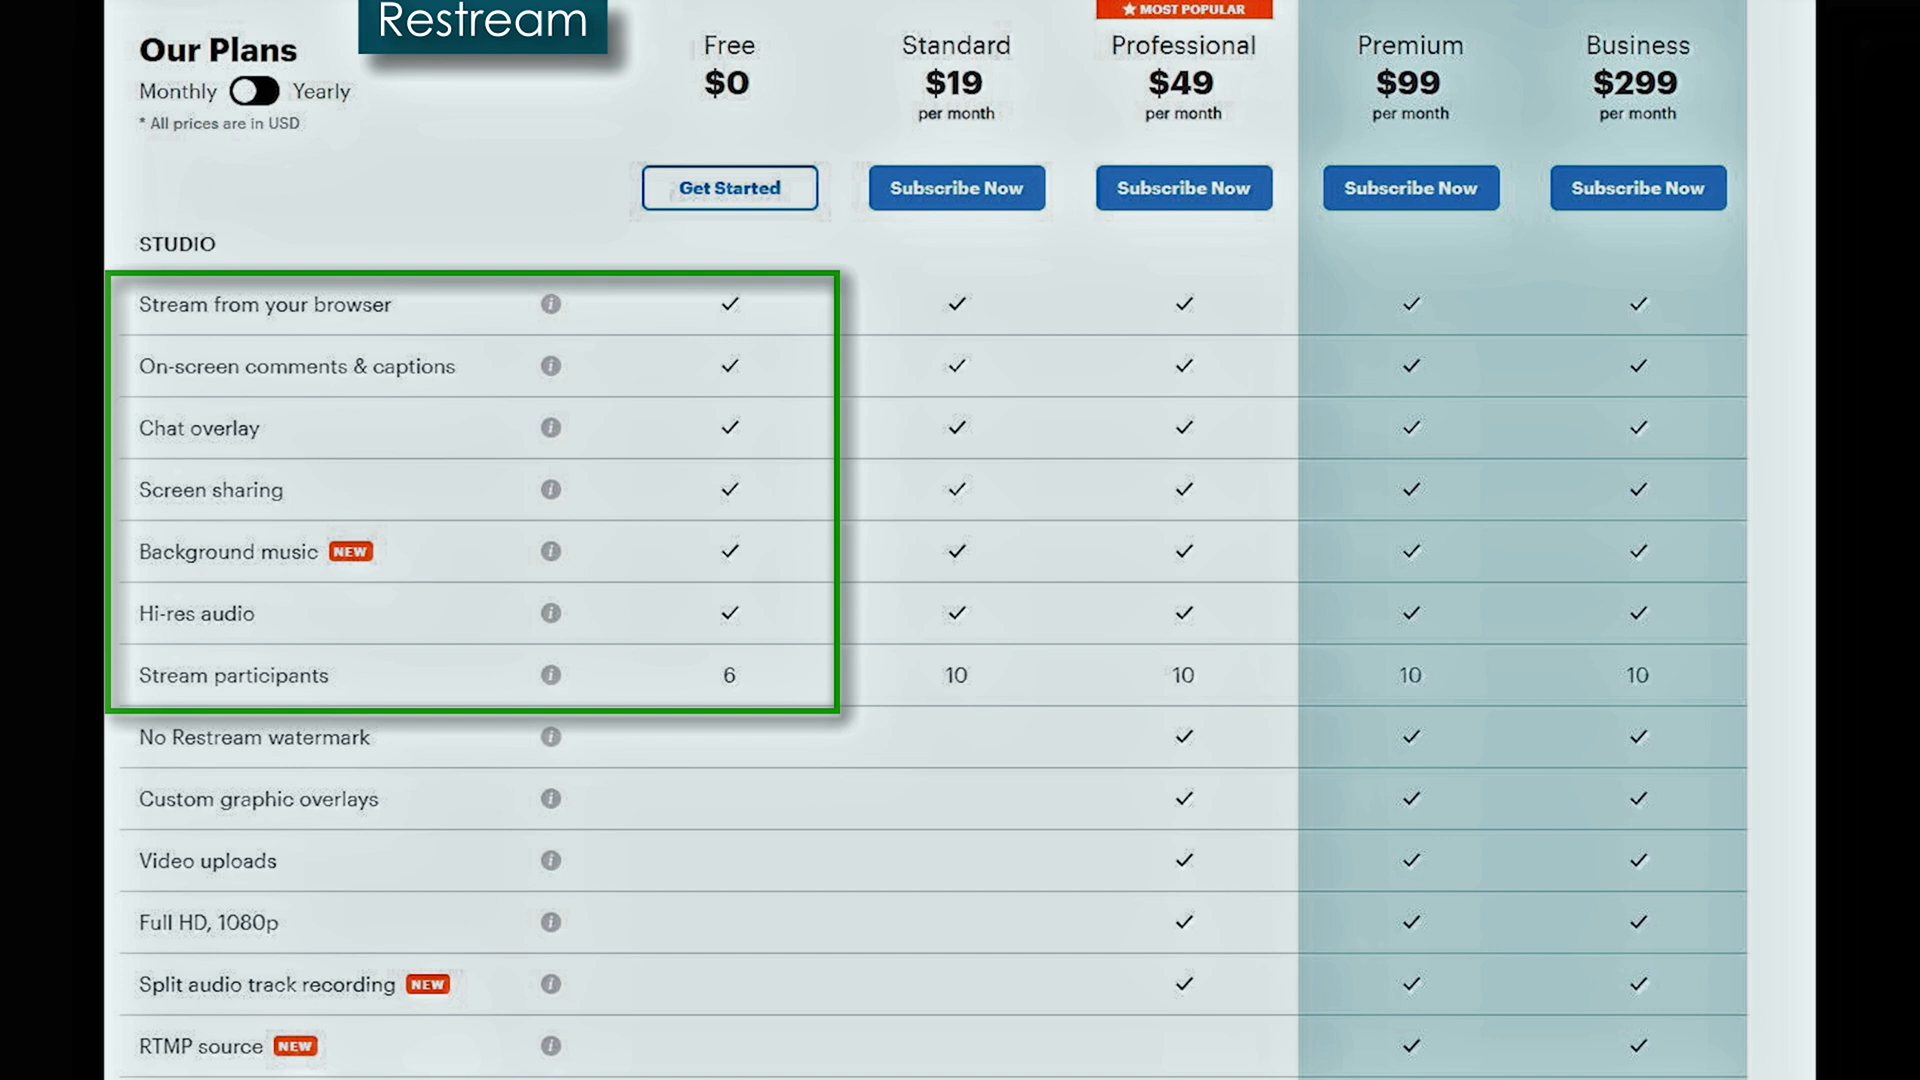 Restream
★ MOST POPULAR
Our Plans
Monthly Yearly
* All prices are in USD
Free
$0
Standard
$19
per month
Professional
$49
per month
Premium
$99
per month
Business
$299
per month
Get Started Subscribe Now Subscribe Now Subscribe Now Subscribe Now
STUDIO
Stream from your browser i ✓ ✓ ✓ ✓ ✓
On-screen comments & captions i ✓ ✓ ✓ ✓ ✓
Chat overlay i ✓ ✓ ✓ ✓ ✓
Screen sharing i ✓ ✓ ✓ ✓ ✓
Background music NEW i ✓ ✓ ✓ ✓ ✓
Hi-res audio i ✓ ✓ ✓ ✓ ✓
Stream participants i 6 10 10 10 10
No Restream watermark i ✓ ✓ ✓
Custom graphic overlays i ✓ ✓ ✓
Video uploads i ✓ ✓ ✓
Full HD, 1080p i ✓ ✓ ✓
Split audio track recording NEW i ✓ ✓ ✓
RTMP source NEW i ✓ ✓